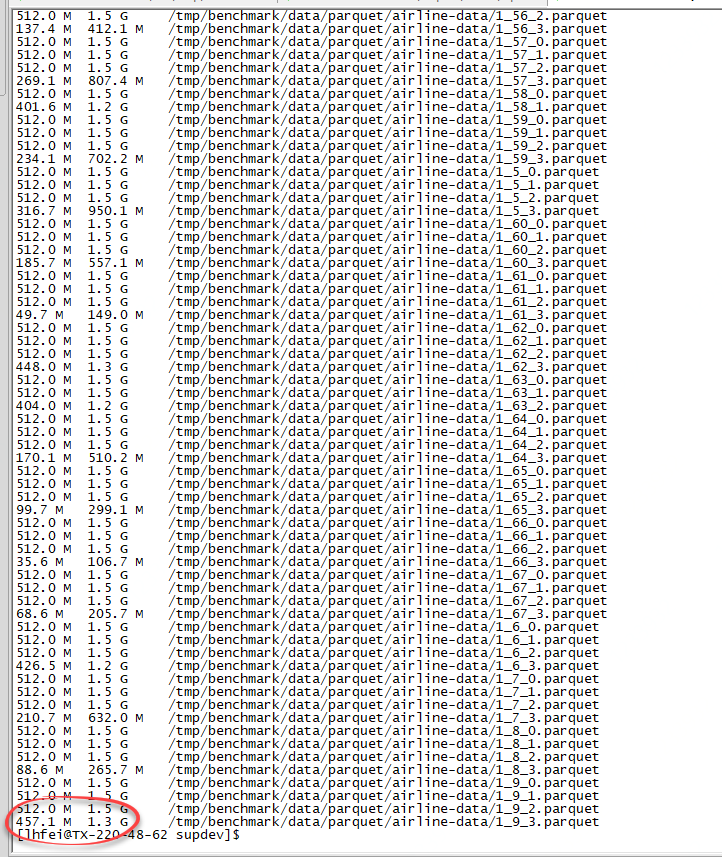 512.0 M 1.5 G /tmp/benchmark/data/parquet/airline-data/1_56_2.parquet
137.4 M 412.1 M /tmp/benchmark/data/parquet/airline-data/1_56_3.parquet
512.0 M 1.5 G /tmp/benchmark/data/parquet/airline-data/1_57_0.parquet
512.0 M 1.5 G /tmp/benchmark/data/parquet/airline-data/1_57_1.parquet
512.0 M 1.5 G /tmp/benchmark/data/parquet/airline-data/1_57_2.parquet
269.1 M 807.4 M /tmp/benchmark/data/parquet/airline-data/1_57_3.parquet
512.0 M 1.5 G /tmp/benchmark/data/parquet/airline-data/1_58_0.parquet
401.6 M 1.2 G /tmp/benchmark/data/parquet/airline-data/1_58_1.parquet
512.0 M 1.5 G /tmp/benchmark/data/parquet/airline-data/1_59_0.parquet
512.0 M 1.5 G /tmp/benchmark/data/parquet/airline-data/1_59_1.parquet
512.0 M 1.5 G /tmp/benchmark/data/parquet/airline-data/1_59_2.parquet
234.1 M 702.2 M /tmp/benchmark/data/parquet/airline-data/1_59_3.parquet
512.0 M 1.5 G /tmp/benchmark/data/parquet/airline-data/1_5_0.parquet
512.0 M 1.5 G /tmp/benchmark/data/parquet/airline-data/1_5_1.parquet
512.0 M 1.5 G /tmp/benchmark/data/parquet/airline-data/1_5_2.parquet
316.7 M 950.1 M /tmp/benchmark/data/parquet/airline-data/1_5_3.parquet
512.0 M 1.5 G /tmp/benchmark/data/parquet/airline-data/1_60_0.parquet
512.0 M 1.5 G /tmp/benchmark/data/parquet/airline-data/1_60_1.parquet
512.0 M 1.5 G /tmp/benchmark/data/parquet/airline-data/1_60_2.parquet
185.7 M 557.1 M /tmp/benchmark/data/parquet/airline-data/1_60_3.parquet
512.0 M 1.5 G /tmp/benchmark/data/parquet/airline-data/1_61_0.parquet
512.0 M 1.5 G /tmp/benchmark/data/parquet/airline-data/1_61_1.parquet
512.0 M 1.5 G /tmp/benchmark/data/parquet/airline-data/1_61_2.parquet
49.7 M 149.0 M /tmp/benchmark/data/parquet/airline-data/1_61_3.parquet
512.0 M 1.5 G /tmp/benchmark/data/parquet/airline-data/1_62_0.parquet
512.0 M 1.5 G /tmp/benchmark/data/parquet/airline-data/1_62_1.parquet
512.0 M 1.5 G /tmp/benchmark/data/parquet/airline-data/1_62_2.parquet
448.0 M 1.3 G /tmp/benchmark/data/parquet/airline-data/1_62_3.parquet
512.0 M 1.5 G /tmp/benchmark/data/parquet/airline-data/1_63_0.parquet
512.0 M 1.5 G /tmp/benchmark/data/parquet/airline-data/1_63_1.parquet
404.0 M 1.2 G /tmp/benchmark/data/parquet/airline-data/1_63_2.parquet
512.0 M 1.5 G /tmp/benchmark/data/parquet/airline-data/1_64_0.parquet
512.0 M 1.5 G /tmp/benchmark/data/parquet/airline-data/1_64_1.parquet
512.0 M 1.5 G /tmp/benchmark/data/parquet/airline-data/1_64_2.parquet
170.1 M 510.2 M /tmp/benchmark/data/parquet/airline-data/1_64_3.parquet
512.0 M 1.5 G /tmp/benchmark/data/parquet/airline-data/1_65_0.parquet
512.0 M 1.5 G /tmp/benchmark/data/parquet/airline-data/1_65_1.parquet
512.0 M 1.5 G /tmp/benchmark/data/parquet/airline-data/1_65_2.parquet
99.7 M 299.1 M /tmp/benchmark/data/parquet/airline-data/1_65_3.parquet
512.0 M 1.5 G /tmp/benchmark/data/parquet/airline-data/1_66_0.parquet
512.0 M 1.5 G /tmp/benchmark/data/parquet/airline-data/1_66_1.parquet
512.0 M 1.5 G /tmp/benchmark/data/parquet/airline-data/1_66_2.parquet
35.6 M 106.7 M /tmp/benchmark/data/parquet/airline-data/1_66_3.parquet
512.0 M 1.5 G /tmp/benchmark/data/parquet/airline-data/1_67_0.parquet
512.0 M 1.5 G /tmp/benchmark/data/parquet/airline-data/1_67_1.parquet
512.0 M 1.5 G /tmp/benchmark/data/parquet/airline-data/1_67_2.parquet
68.6 M 205.7 M /tmp/benchmark/data/parquet/airline-data/1_67_3.parquet
512.0 M 1.5 G /tmp/benchmark/data/parquet/airline-data/1_6_0.parquet
512.0 M 1.5 G /tmp/benchmark/data/parquet/airline-data/1_6_1.parquet
512.0 M 1.5 G /tmp/benchmark/data/parquet/airline-data/1_6_2.parquet
426.5 M 1.2 G /tmp/benchmark/data/parquet/airline-data/1_6_3.parquet
512.0 M 1.5 G /tmp/benchmark/data/parquet/airline-data/1_7_0.parquet
512.0 M 1.5 G /tmp/benchmark/data/parquet/airline-data/1_7_1.parquet
512.0 M 1.5 G /tmp/benchmark/data/parquet/airline-data/1_7_2.parquet
210.7 M 632.0 M /tmp/benchmark/data/parquet/airline-data/1_7_3.parquet
512.0 M 1.5 G /tmp/benchmark/data/parquet/airline-data/1_8_0.parquet
512.0 M 1.5 G /tmp/benchmark/data/parquet/airline-data/1_8_1.parquet
512.0 M 1.5 G /tmp/benchmark/data/parquet/airline-data/1_8_2.parquet
88.6 M 265.7 M /tmp/benchmark/data/parquet/airline-data/1_8_3.parquet
512.0 M 1.5 G /tmp/benchmark/data/parquet/airline-data/1_9_0.parquet
512.0 M 1.5 G /tmp/benchmark/data/parquet/airline-data/1_9_1.parquet
512.0 M 1.5 G /tmp/benchmark/data/parquet/airline-data/1_9_2.parquet
457.1 M 1.3 G /tmp/benchmark/data/parquet/airline-data/1_9_3.parquet
[lhfei@TX-220-48-62 supdev]$